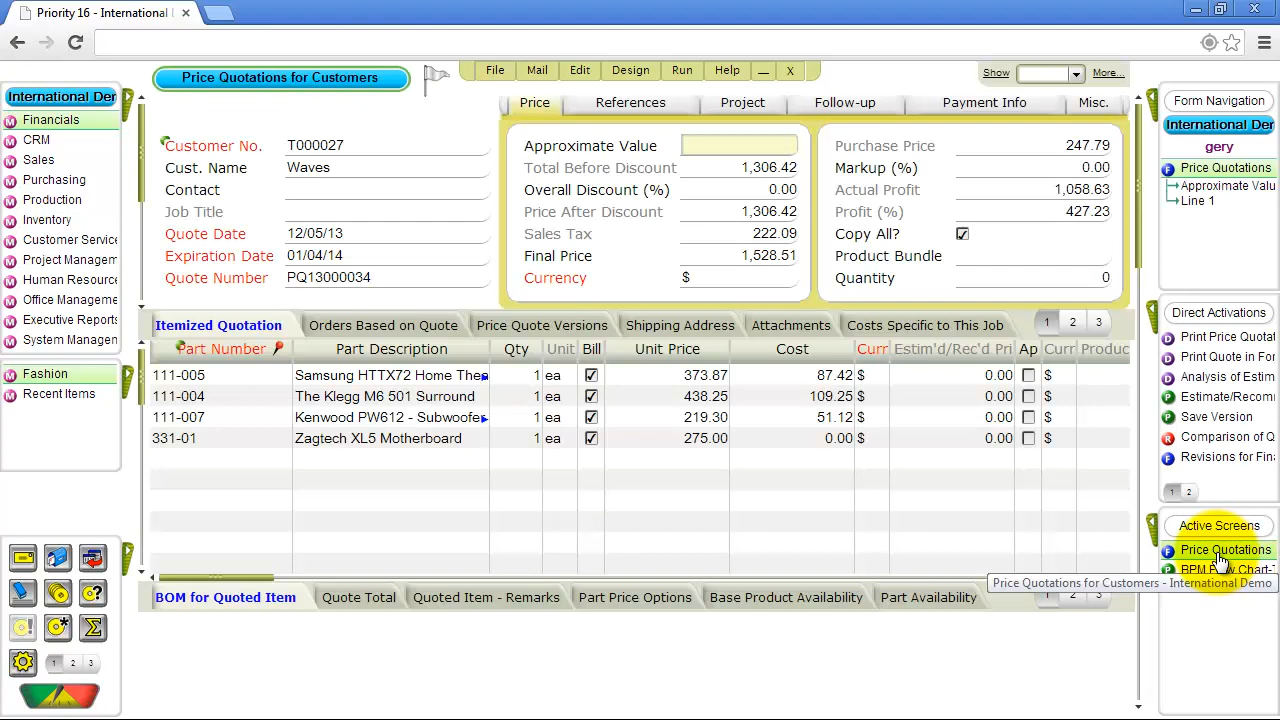 Priority 16 - International I
Price Quotations for Customers
File Mail Edit Design Run Help — X
Show More...
International Der
Financials
CRM
Sales
Purchasing
Production
Inventory
Customer Servic
Project Managem
Human Resource
Office Manageme
Executive Reports
System Manager
Fashion
Recent Items
1 2 3
Customer No. T000027
Cust. Name Waves
Contact
Job Title
Quote Date 12/05/13
Expiration Date 01/04/14
Quote Number PQ13000034
Price References Project Follow-up Payment Info Misc.
Approximate Value
Total Before Discount 1,306.42
Overall Discount (%) 0.00
Price After Discount 1,306.42
Sales Tax 222.09
Final Price 1,528.51
Currency $
Purchase Price 247.79
Markup (%) 0.00
Actual Profit 1,058.63
Profit (%) 427.23
Copy All?
Product Bundle
Quantity 0
Itemized Quotation Orders Based on Quote Price Quote Versions Shipping Address Attachments Costs Specific to This Job 1 2 3
Part Number Part Description Qty Unit Bill Unit Price Cost Curr Estim'd/Rec'd Pri Ap Curr Produc
111-005 Samsung HTTX72 Home Thea 1 ea 373.87 87.42 $ 0.00 $
111-004 The Klegg M6 501 Surround 1 ea 438.25 109.25 $ 0.00 $
111-007 Kenwood PW612 - Subwoofer 1 ea 219.30 51.12 $ 0.00 $
331-01 Zagtech XL5 Motherboard 1 ea 275.00 0.00 $ 0.00 $
BOM for Quoted Item Quote Total Quoted Item - Remarks Part Price Options Base Product Availability Part Availability 1 2 3
Form Navigation
International Der
gery
Price Quotations
Approximate Valu
Line 1
Direct Activations
Print Price Quotat
Print Quote in For
Analysis of Estim
Estimate/Recomm
Save Version
Comparison of Q
Revisions for Fina
1 2
Active Screens
Price Quotations
BPM Flow Chart-T
Price Quotations for Customers - International Demo